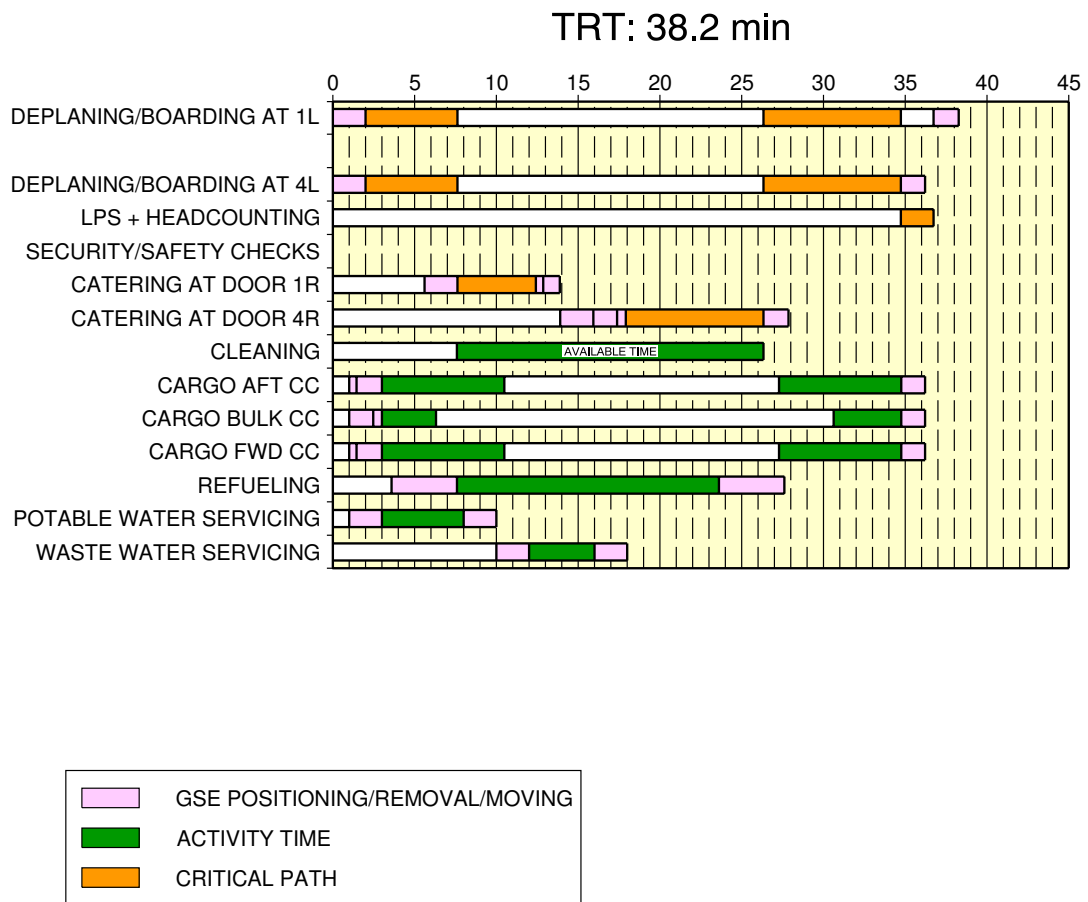 TRT: 38.2 min
0 5 10 15 20 25 30 35 40 45
DEPLANING/BOARDING AT 1L
DEPLANING/BOARDING AT 4L
LPS + HEADCOUNTING
SECURITY/SAFETY CHECKS
CATERING AT DOOR 1R
CATERING AT DOOR 4R
CLEANING
AVAILABLE TIME
CARGO AFT CC
CARGO BULK CC
CARGO FWD CC
REFUELING
POTABLE WATER SERVICING
WASTE WATER SERVICING
GSE POSITIONING/REMOVAL/MOVING
ACTIVITY TIME
CRITICAL PATH